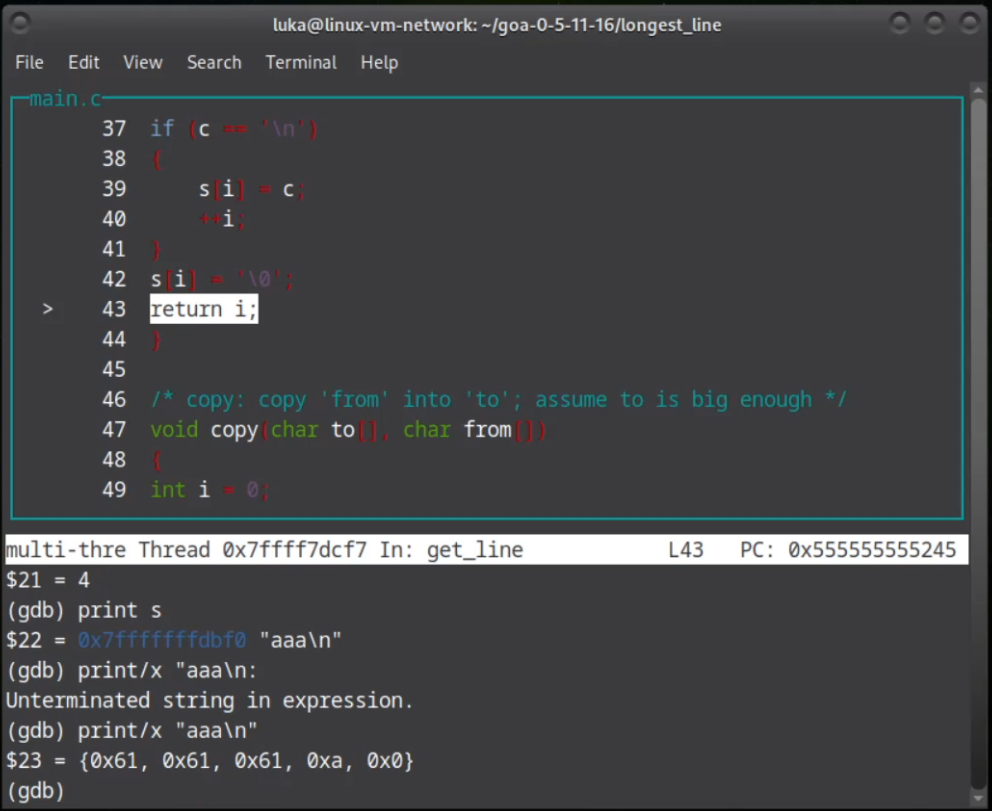 luka@linux-vm-network: ~/goa-0-5-11-16/longest_line
File Edit View Search Terminal Help
main.c
37 if (c == '\n')
38 {
39 s[i] = c;
40 ++i;
41 }
42 s[i] = '\0';
> 43 return i;
44 }
45
46 /* copy: copy 'from' into 'to'; assume to is big enough */
47 void copy(char to[], char from[])
48 {
49 int i = 0;
multi-thre Thread 0x7ffff7dcf7 In: get_line L43 PC: 0x555555555245
$21 = 4
(gdb) print s
$22 = 0x7fffffffdbf0 "aaa\n"
(gdb) print/x "aaa\n:
Unterminated string in expression.
(gdb) print/x "aaa\n"
$23 = {0x61, 0x61, 0x61, 0xa, 0x0}
(gdb)